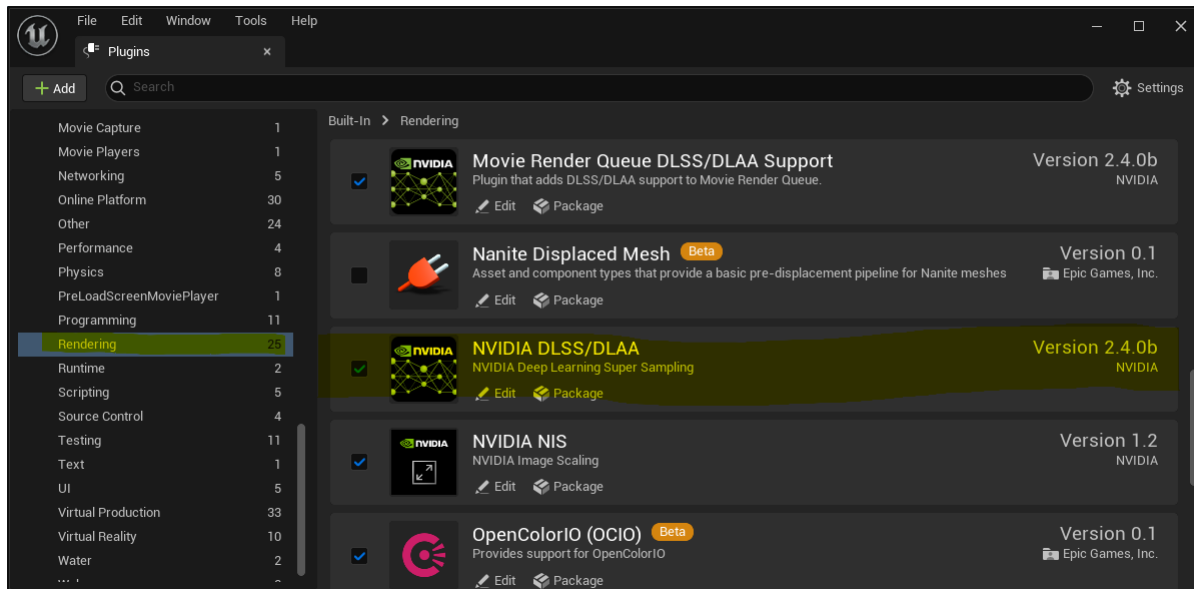 File Edit Window Tools Help
Plugins
Add
Search
Settings
Movie Capture 1
Movie Players 1
Networking 5
Online Platform 30
Other 24
Performance 4
Physics 8
PreLoadScreenMoviePlayer 1
Programming 11
Rendering 25
Runtime 2
Scripting 5
Source Control 4
Testing 11
Text 1
UI 5
Virtual Production 33
Virtual Reality 10
Water 2
Built-In > Rendering
NVIDIA
Movie Render Queue DLSS/DLAA Support
Version 2.4.0b
Plugin that adds DLSS/DLAA support to Movie Render Queue.
NVIDIA
Edit Package
Nanite Displaced Mesh Beta
Version 0.1
Asset and component types that provide a basic pre-displacement pipeline for Nanite meshes
Epic Games, Inc.
Edit Package
NVIDIA
NVIDIA DLSS/DLAA
Version 2.4.0b
NVIDIA Deep Learning Super Sampling
NVIDIA
Edit Package
NVIDIA
NVIDIA NIS
Version 1.2
NVIDIA Image Scaling
NVIDIA
Edit Package
OpenColorIO (OCIO) Beta
Version 0.1
Provides support for OpenColorIO
Epic Games, Inc.
Edit Package